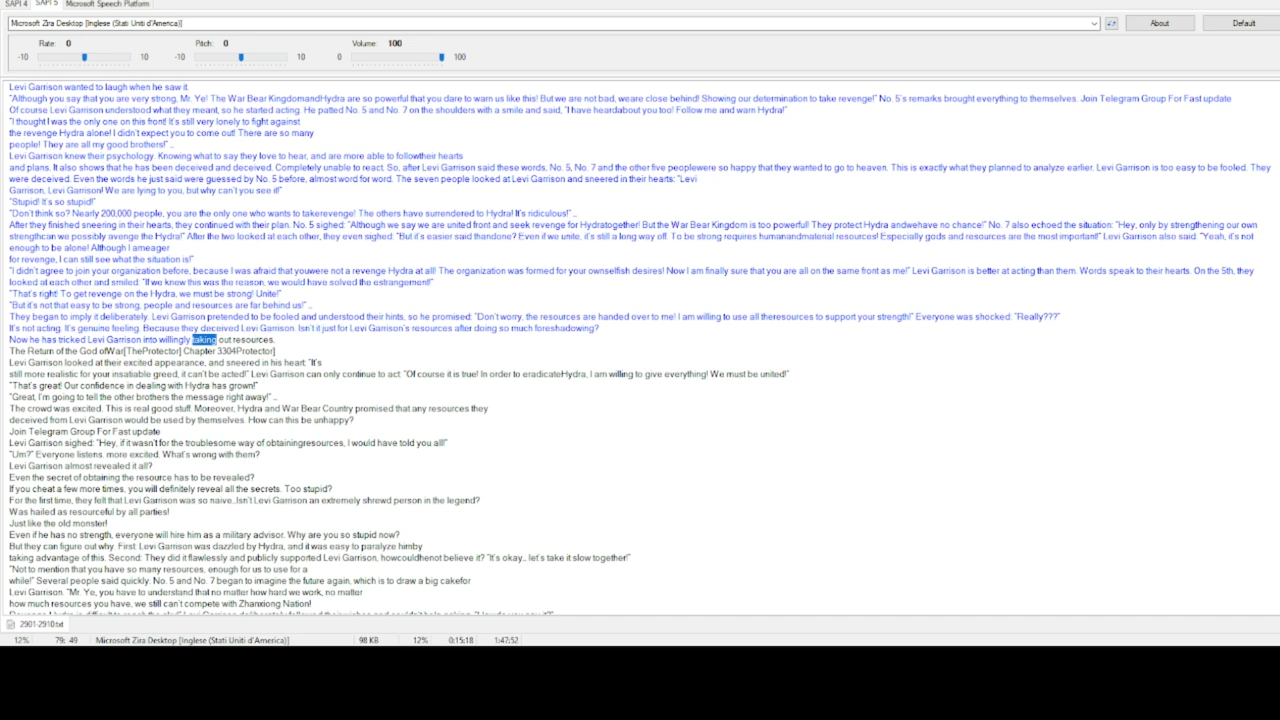 SAPI 4 SAPI 5 Microsoft Speech Platform
Microsoft Zira Desktop [Inglese (Stati Uniti d'America)] About Default
Rate: 0 Pitch: 0 Volume: 100
-10 10 -10 10 0 100
Levi Garrison wanted to laugh when he saw it.
"Although you say that you are very strong, Mr. Ye! The War Bear KingdomandHydra are so powerful that you dare to warn us like this! But we are not bad, weare close behind! Showing our determination to take revenge!" No. 5's remarks brought everything to themselves. Join Telegram Group For Fast update
Of course Levi Garrison understood what they meant, so he started acting. He patted No. 5 and No. 7 on the shoulders with a smile and said, "I have heardabout you too! Follow me and warn Hydra!"
"I thought I was the only one on this front! It's still very lonely to fight against
the revenge Hydra alone! I didn't expect you to come out! There are so many
people! They are all my good brothers!"...
Levi Garrison knew their psychology. Knowing what to say they love to hear, and are more able to followtheir hearts
and plans. It also shows that he has been deceived and deceived. Completely unable to react. So, after Levi Garrison said these words, No. 5, No. 7 and the other five peoplewere so happy that they wanted to go to heaven. This is exactly what they planned to analyze earlier. Levi Garrison is too easy to be fooled. They
were deceived. Even the words he just said were guessed by No. 5 before, almost word for word. The seven people looked at Levi Garrison and sneered in their hearts: "Levi
Garrison, Levi Garrison! We are lying to you, but why can't you see it!"
"Stupid! It's so stupid!"
"Don't think so? Nearly 200,000 people, you are the only one who wants to takerevenge! The others have surrendered to Hydra! It's ridiculous!"...
After they finished sneering in their hearts, they continued with their plan. No. 5 sighed: "Although we say we are united front and seek revenge for Hydratogether! But the War Bear Kingdom is too powerful! They protect Hydra andwehave no chance!" No. 7 also echoed the situation: "Hey, only by strengthening our own
strengthcan we possibly avenge the Hydra!" After the two looked at each other, they even sighed: "But it's easier said thandone? Even if we unite, it's still a long way off. To be strong requires humanandmaterial resources! Especially gods and resources are the most important!" Levi Garrison also said: "Yeah, it's not
enough to be alone! Although I ameager
for revenge, I can still see what the situation is!"
"I didn't agree to join your organization before, because I was afraid that youwere not a revenge Hydra at all! The organization was formed for your ownselfish desires! Now I am finally sure that you are all on the same front as me!" Levi Garrison is better at acting than them. Words speak to their hearts. On the 5th, they
looked at each other and smiled: "If we knew this was the reason, we would have solved the estrangement!"
"That's right! To get revenge on the Hydra, we must be strong! Unite!"
"But it's not that easy to be strong, people and resources are far behind us!"...
They began to imply it deliberately. Levi Garrison pretended to be fooled and understood their hints, so he promised: "Don't worry, the resources are handed over to me! I am willing to use all theresources to support your strength!" Everyone was shocked: "Really???"
It's not acting. It's genuine feeling. Because they deceived Levi Garrison. Isn't it just for Levi Garrison's resources after doing so much foreshadowing?
Now he has tricked Levi Garrison into willingly taking out resources.
The Return of the God ofWar[TheProtector] Chapter 3304Protector]
Levi Garrison looked at their excited appearance, and sneered in his heart: "It's
still more realistic for your insatiable greed, it can't be acted!" Levi Garrison can only continue to act: "Of course it is true! In order to eradicateHydra, I am willing to give everything! We must be united!"
"That's great! Our confidence in dealing with Hydra has grown!"
"Great, I'm going to tell the other brothers the message right away!"...
The crowd was excited. This is real good stuff. Moreover, Hydra and War Bear Country promised that any resources they
deceived from Levi Garrison would be used by themselves. How can this be unhappy?
Join Telegram Group For Fast update
Levi Garrison sighed: "Hey, if it wasn't for the troublesome way of obtainingresources, I would have told you all!"
"Um?" Everyone listens. more excited. What's wrong with them?
Levi Garrison almost revealed it all?
Even the secret of obtaining the resource has to be revealed?
If you cheat a few more times, you will definitely reveal all the secrets. Too stupid?
For the first time, they felt that Levi Garrison was so naive...Isn't Levi Garrison an extremely shrewd person in the legend?
Was hailed as resourceful by all parties!
Just like the old monster!
Even if he has no strength, everyone will hire him as a military advisor. Why are you so stupid now?
But they can figure out why. First: Levi Garrison was dazzled by Hydra, and it was easy to paralyze himby
taking advantage of this. Second: They did it flawlessly and publicly supported Levi Garrison, howcouldhenot believe it? "It's okay... let's take it slow together!"
"Not to mention that you have so many resources, enough for us to use for a
while!" Several people said quickly. No. 5 and No. 7 began to imagine the future again, which is to draw a big cakefor
Levi Garrison. "Mr. Ye, you have to understand that no matter how hard we work, no matter
how much resources you have, we still can't compete with Zhanxiong Nation!
2901-2910.txt
12% 79: 49 Microsoft Zira Desktop [Inglese (Stati Uniti d'America)] 98 KB 12% 0:15:18 1:47:52